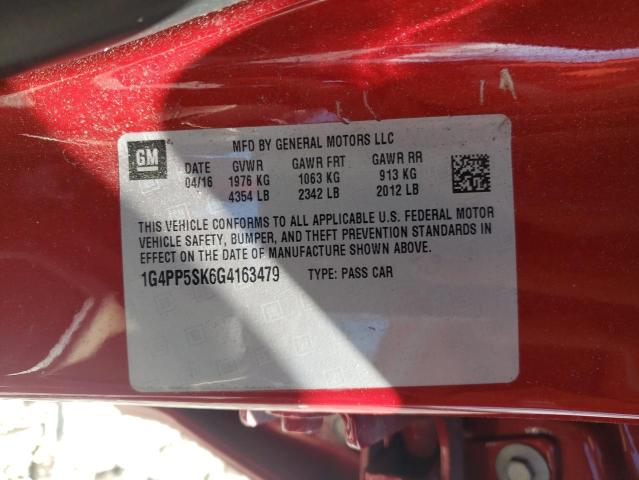 GM
MFD BY GENERAL MOTORS LLC
DATE GVWR GAWR FRT GAWR RR
04/16 1976 KG 1063 KG 913 KG
4354 LB 2342 LB 2012 LB
THIS VEHICLE CONFORMS TO ALL APPLICABLE U.S. FEDERAL MOTOR
VEHICLE SAFETY, BUMPER, AND THEFT PREVENTION STANDARDS IN
EFFECT ON THE DATE OF MANUFACTURE SHOWN ABOVE.
1G4PP5SK6G4163479 TYPE: PASS CAR